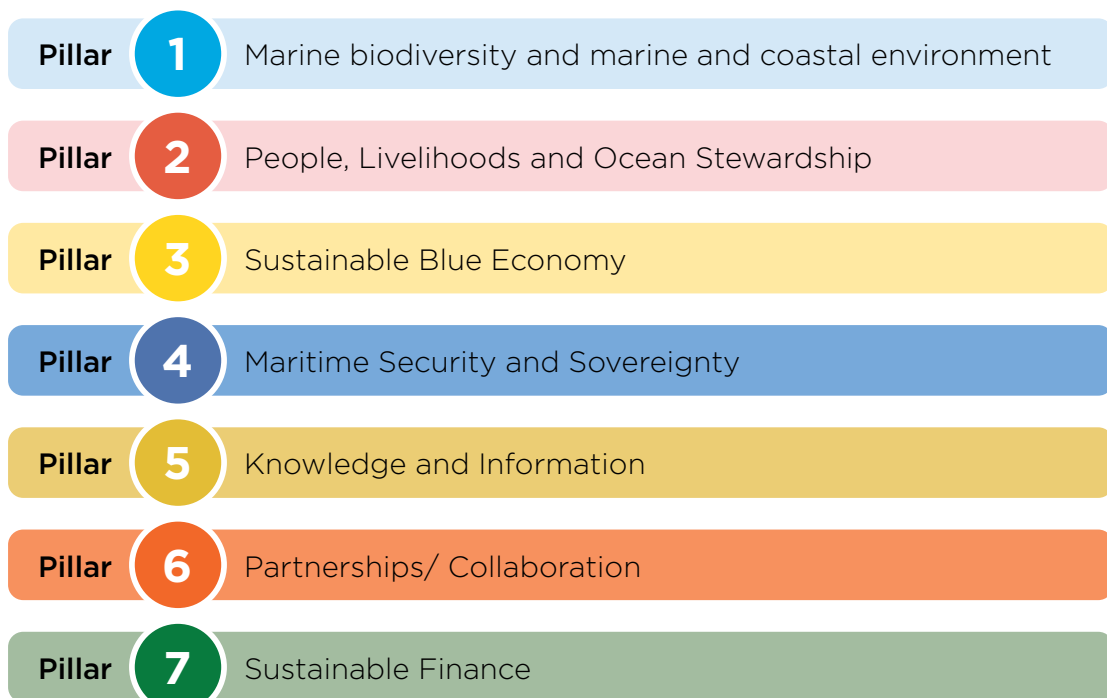 Pillar 1 Marine biodiversity and marine and coastal environment
Pillar 2 People, Livelihoods and Ocean Stewardship
Pillar 3 Sustainable Blue Economy
Pillar 4 Maritime Security and Sovereignty
Pillar 5 Knowledge and Information
Pillar 6 Partnerships/ Collaboration
Pillar 7 Sustainable Finance